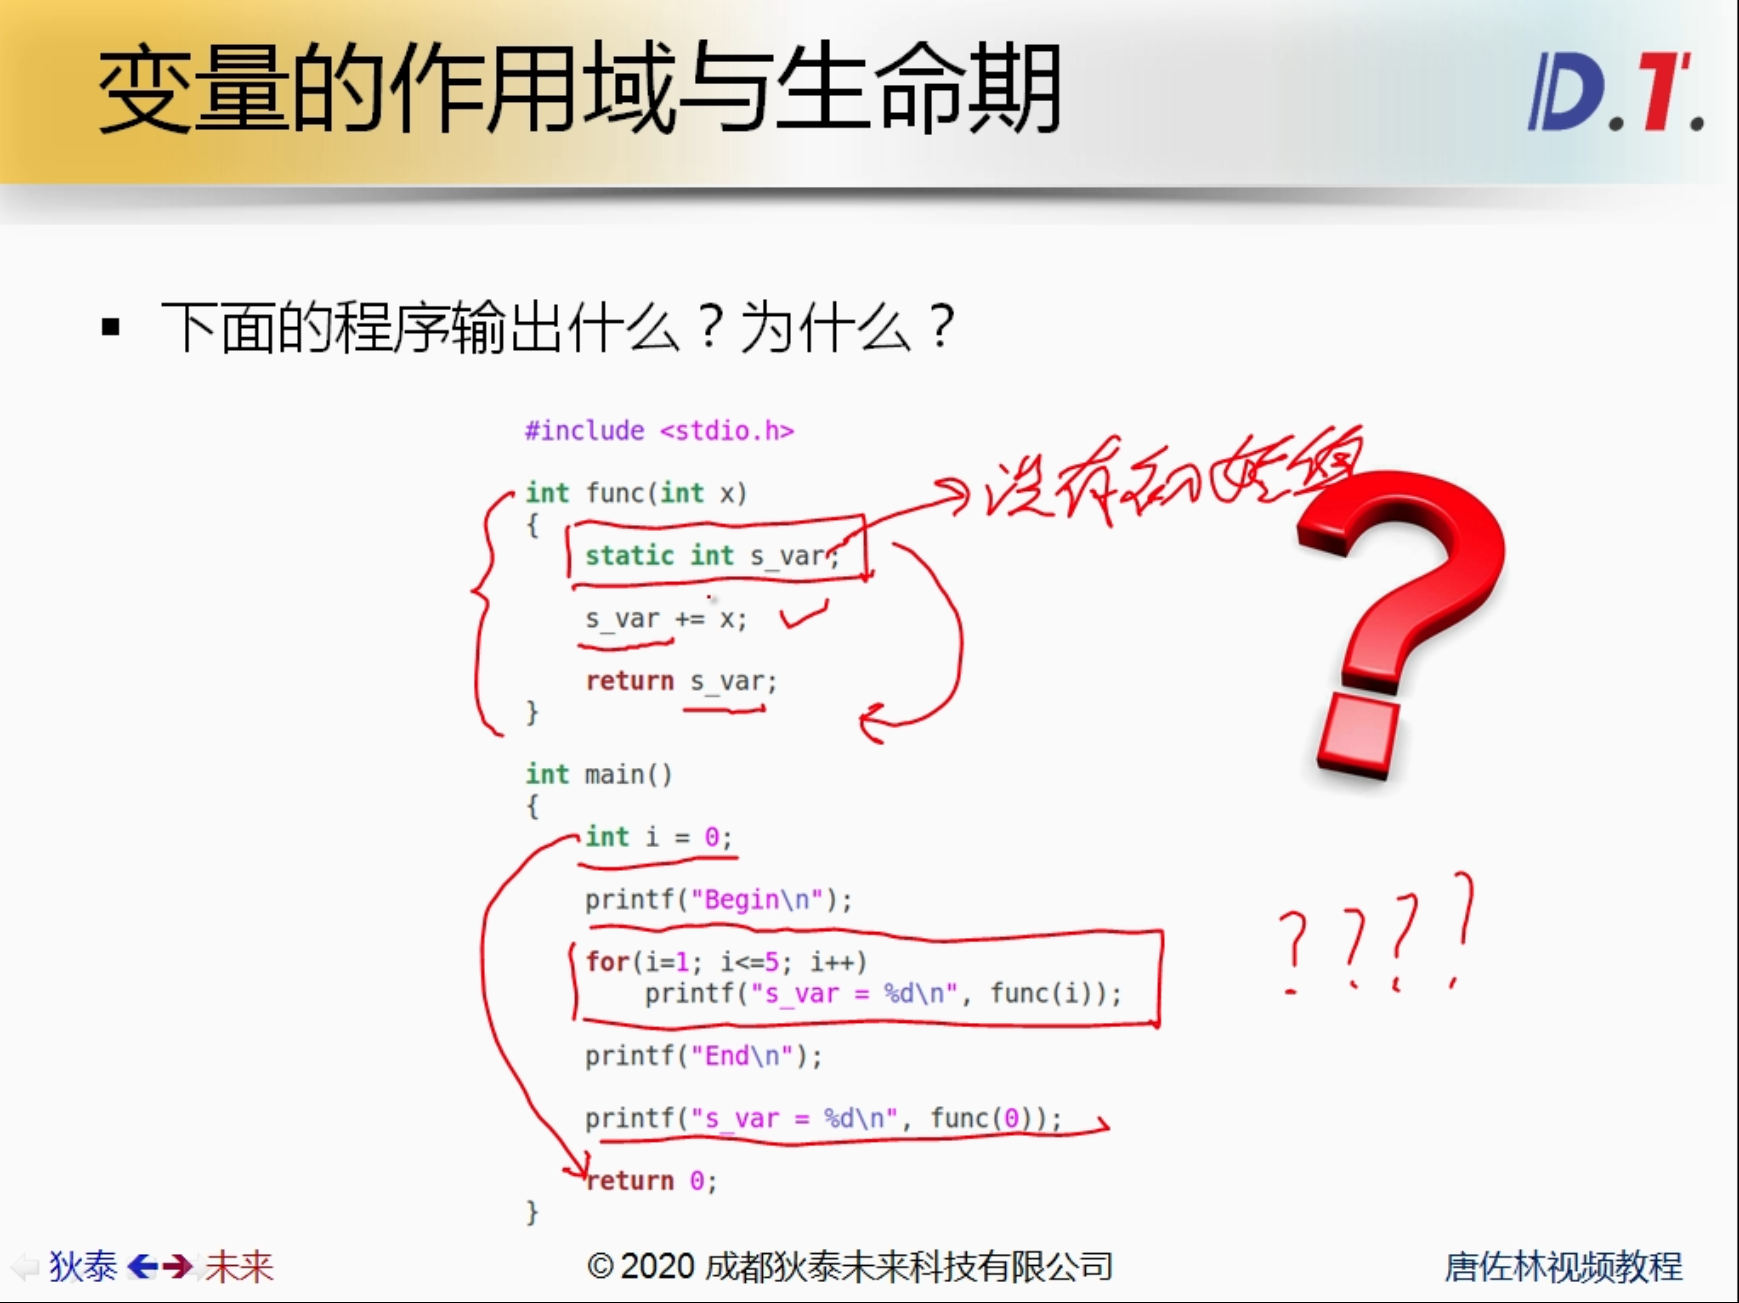 变量的作用域与生命期
D.T.
▪ 下面的程序输出什么？为什么？
#include <stdio.h>
int func(int x)
{
static int s_var;
没有初始值
s_var += x;
return s_var;
}
int main()
{
int i = 0;
printf("Begin\n");
for(i=1; i<=5; i++)
printf("s_var = %d\n", func(i));
? ? ? ?
printf("End\n");
printf("s_var = %d\n", func(0));
return 0;
}
狄泰 未来
© 2020 成都狄泰未来科技有限公司
唐佐林视频教程